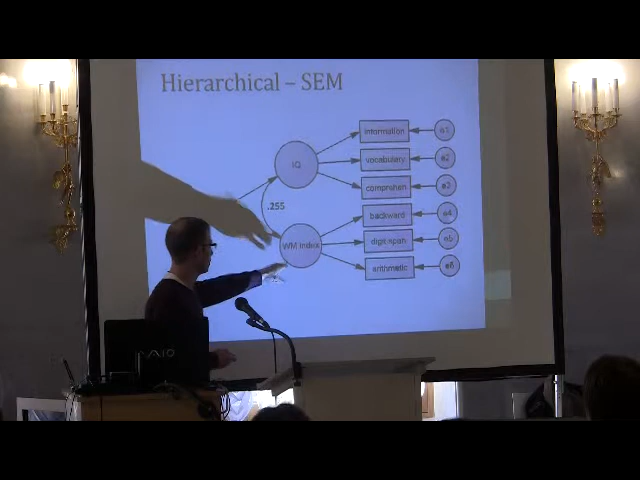 Hierarchical – SEM
information
e1
IQ
vocabulary
e2
comprehen
e3
.255
backward
e4
WM index
digit span
e5
arithmetic
e6
VAIO